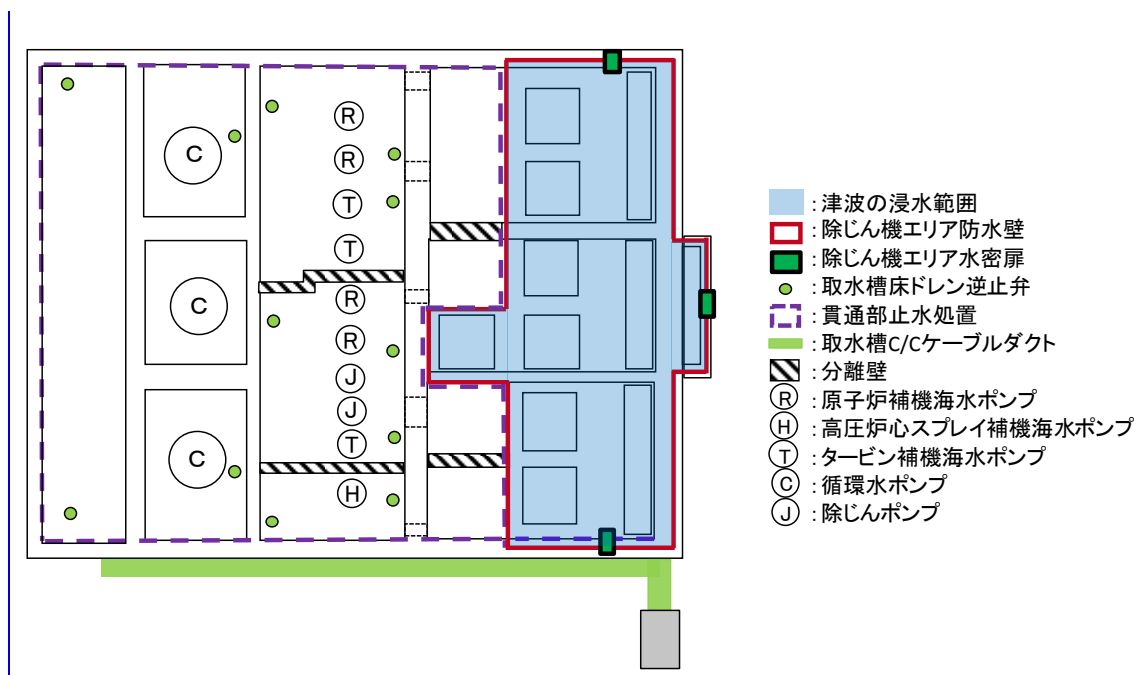 C
C
C
R
R
T
T
R
R
J
J
T
H
:津波の浸水範囲
:除じん機エリア防水壁
:除じん機エリア水密扉
:取水槽床ドレン逆止弁
:貫通部止水処置
:取水槽C/Cケーブルダクト
:分離壁
R :原子炉補機海水ポンプ
H :高圧炉心スプレイ補機海水ポンプ
T :タービン補機海水ポンプ
C :循環水ポンプ
J :除じんポンプ